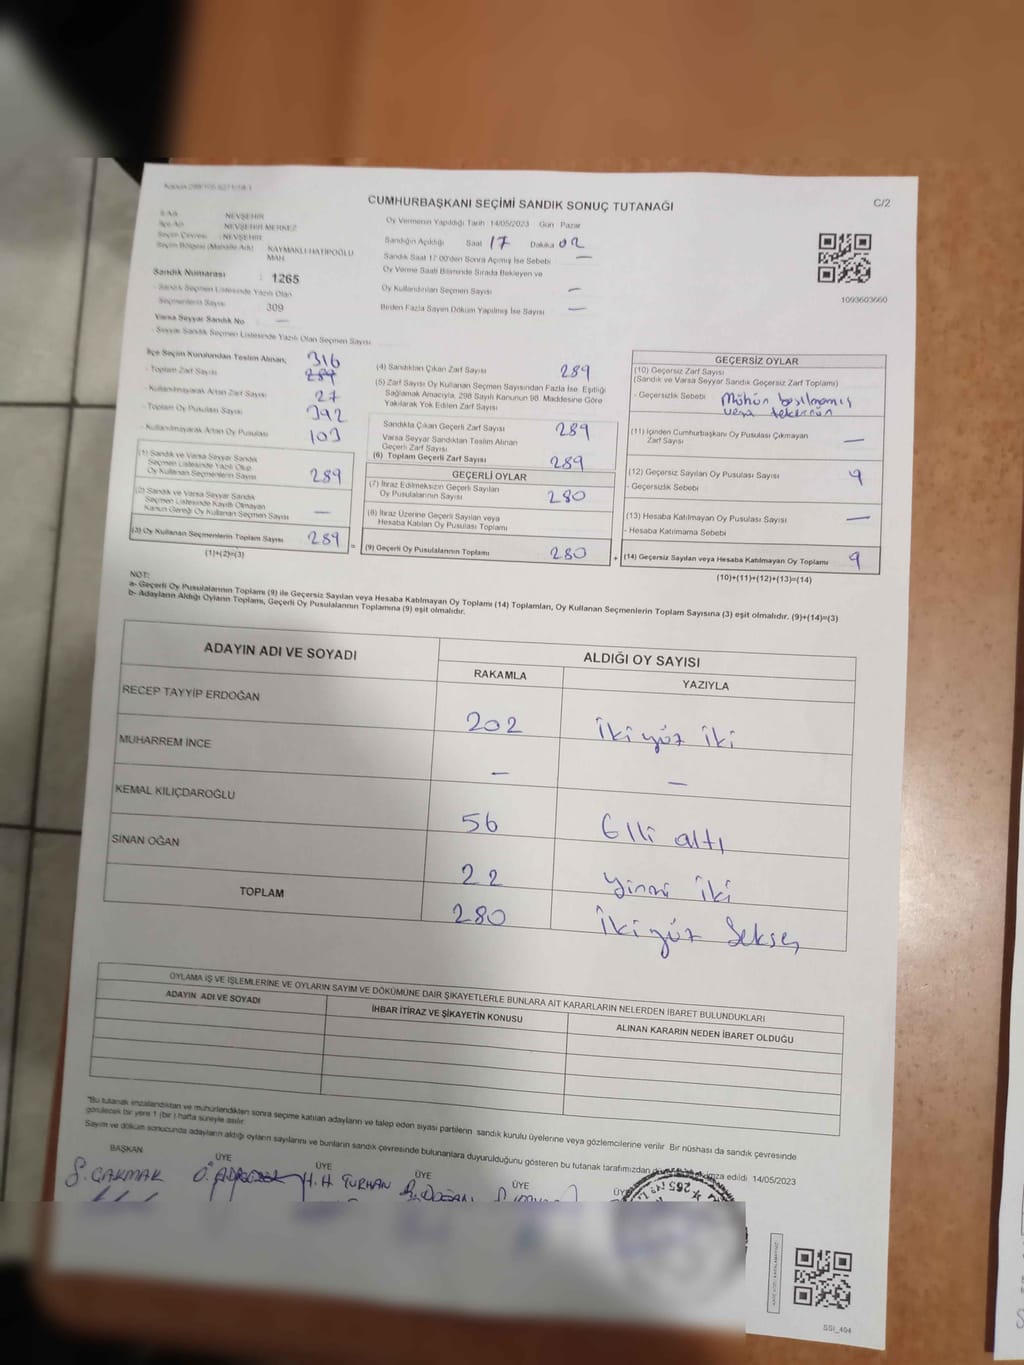 CUMHURBAŞKANI SEÇİMİ SANDIK SONUÇ TUTANAĞI
C/2
NEVŞEHİR
NEVŞEHİR MERKEZ
Seçim Çevresi : NEVŞEHİR
Seçim Bölgesi (Mahalle Adı) : KAYMAKLI HATİPOĞLU MAH.
Sandık Numarası : 1265
- Sandık Seçmen Listesinde Yazılı Olan
Seçmenlerin Sayısı : 309
Varsa Seyyar Sandık No —
- Seyyar Sandık Seçmen Listesinde Yazılı Olan Seçmen Sayısı
Oy Vermenin Yapıldığı Tarih 14/05/2023 Gün Pazar
Sandığın Açıldığı Saat 17 Dakika 02
Sandık Saat 17:00'den Sonra Açılmış İse Sebebi —
Oy Verme Saati Bitiminde Sırada Bekleyen ve
Oy Kullandırılan Seçmen Sayısı —
Birden Fazla Sayım Döküm Yapılmış İse Sayısı —
1093603660
İlçe Seçim Kurulundan Teslim Alınan; 316
- Toplam Zarf Sayısı 289
- Kullanılmayarak Artan Zarf Sayısı 27
- Toplam Oy Pusulası Sayısı 392
- Kullanılmayarak Artan Oy Pusulası 103
(1) Sandık ve Varsa Seyyar Sandık
Seçmen Listesinde Yazılı Olup
Oy Kullanan Seçmenlerin Sayısı 289
(2) Sandık ve Varsa Seyyar Sandık
Seçmen Listesinde Kayıtlı Olmayan
Kanun Gereği Oy Kullanan Seçmen Sayısı —
(3) Oy Kullanan Seçmenlerin Toplam Sayısı 289
(1)+(2)=(3)
(4) Sandıktan Çıkan Zarf Sayısı 289
(5) Zarf Sayısı Oy Kullanan Seçmen Sayısından Fazla İse, Eşitliği
Sağlamak Amacıyla, 298 Sayılı Kanunun 98. Maddesine Göre
Yakılarak Yok Edilen Zarf Sayısı
Sandıkta Çıkan Geçerli Zarf Sayısı 289
Varsa Seyyar Sandıktan Teslim Alınan
Geçerli Zarf Sayısı
(6) Toplam Geçerli Zarf Sayısı 289
GEÇERLİ OYLAR
(7) İtiraz Edilmeksizin Geçerli Sayılan
Oy Pusulalarının Sayısı 280
(8) İtiraz Üzerine Geçerli Sayılan veya
Hesaba Katılan Oy Pusulası Toplamı
= (9) Geçerli Oy Pusulalarının Toplamı 280
GEÇERSİZ OYLAR
(10) Geçersiz Zarf Sayısı
(Sandık ve Varsa Seyyar Sandık Geçersiz Zarf Toplamı)
- Geçersizlik Sebebi Mühür basılmamış
veya
(11) İçinden Cumhurbaşkanı Oy Pusulası Çıkmayan
Zarf Sayısı —
(12) Geçersiz Sayılan Oy Pusulası Sayısı 9
- Geçersizlik Sebebi
(13) Hesaba Katılmayan Oy Pusulası Sayısı —
- Hesaba Katılmama Sebebi
+ (14) Geçersiz Sayılan veya Hesaba Katılmayan Oy Toplamı 9
(10)+(11)+(12)+(13)=(14)
NOT:
a- Geçerli Oy Pusulalarının Toplamı (9) ile Geçersiz Sayılan veya Hesaba Katılmayan Oy Toplamı (14) Toplamları, Oy Kullanan Seçmenlerin Toplam Sayısına (3) eşit olmalıdır. (9)+(14)=(3)
b- Adayların Aldığı Oyların Toplamı, Geçerli Oy Pusulalarının Toplamına (9) eşit olmalıdır.
ADAYIN ADI VE SOYADI
ALDIĞI OY SAYISI
RAKAMLA YAZIYLA
RECEP TAYYİP ERDOĞAN 202 İki yüz iki
MUHARREM İNCE — —
KEMAL KILIÇDAROĞLU 56 Elli altı
SİNAN OĞAN 22 Yirmi iki
TOPLAM 280 İki yüz Seksen
OYLAMA İŞ VE İŞLEMLERİNE VE OYLARIN SAYIM VE DÖKÜMÜNE DAİR ŞİKAYETLERLE BUNLARA AİT KARARLARIN NELERDEN İBARET BULUNDUKLARI
ADAYIN ADI VE SOYADI
İHBAR İTİRAZ VE ŞİKAYETİN KONUSU
ALINAN KARARIN NEDEN İBARET OLDUĞU
*Bu tutanak imzalandıktan ve mühürlendikten sonra seçime katılan adayların ve talep eden siyasi partilerin sandık kurulu üyelerine veya gözlemcilerine verilir. Bir nüshası da sandık çevresinde
görülecek bir yere 1 (bir) hafta süreyle asılır.
Sayım ve döküm sonucunda adayların aldığı oyların sayılarını ve bunların sandık çevresinde bulunanlara duyurulduğunu gösteren bu tutanak tarafımızdan imza edildi. 14/05/2023
BAŞKAN ÜYE ÜYE ÜYE ÜYE
S. ÇAKMAK
H. H. TURHAN
DOĞAN
SSI_404